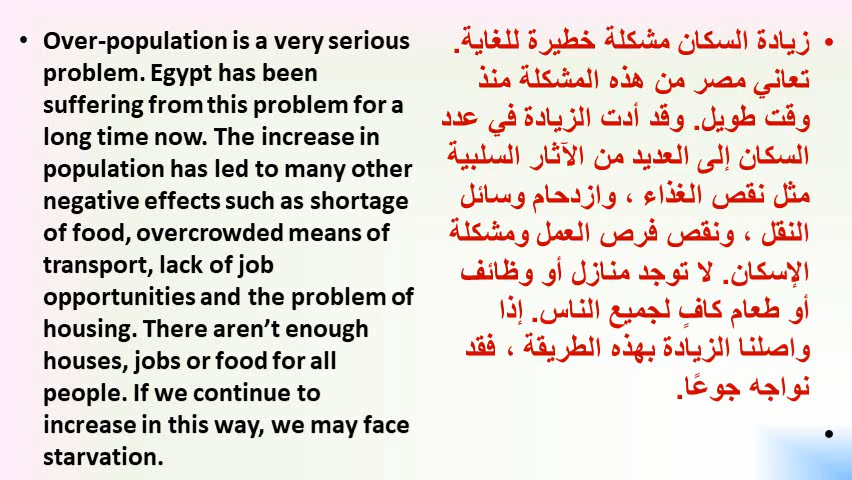 • Over-population is a very serious
problem. Egypt has been
suffering from this problem for a
long time now. The increase in
population has led to many other
negative effects such as shortage
of food, overcrowded means of
transport, lack of job
opportunities and the problem of
housing. There aren’t enough
houses, jobs or food for all
people. If we continue to
increase in this way, we may face
starvation.
• زيادة السكان مشكلة خطيرة للغاية.
تعاني مصر من هذه المشكلة منذ
وقت طويل. وقد أدت الزيادة في عدد
السكان إلى العديد من الآثار السلبية
مثل نقص الغذاء ، وازدحام وسائل
النقل ، ونقص فرص العمل ومشكلة
الإسكان. لا توجد منازل أو وظائف
أو طعام كافٍ لجميع الناس. إذا
واصلنا الزيادة بهذه الطريقة ، فقد
نواجه جوعًا.
•